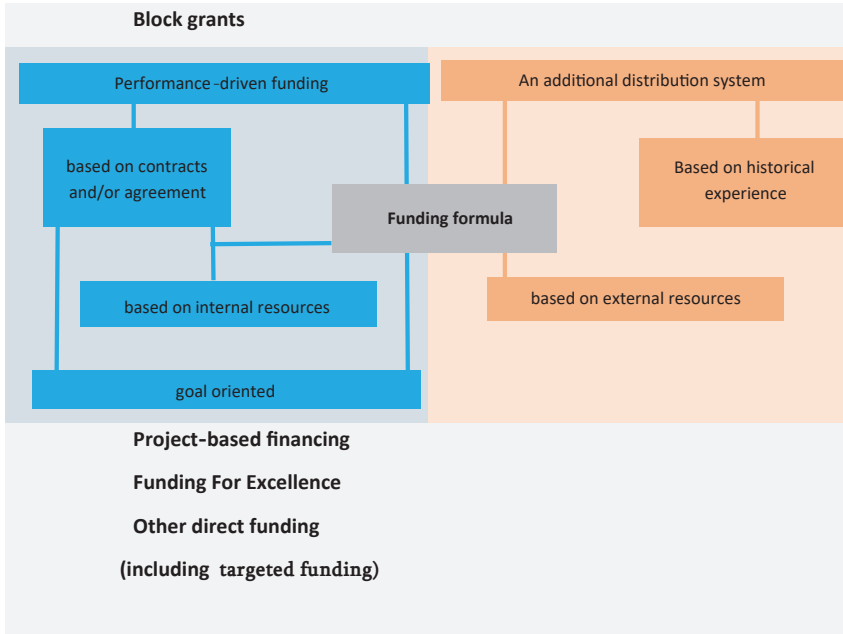 Block grants
Performance-driven funding
An additional distribution system
based on contracts
and/or agreement
Based on historical
experience
Funding formula
based on internal resources
based on external resources
goal oriented
Project-based financing
Funding For Excellence
Other direct funding
(including targeted funding)